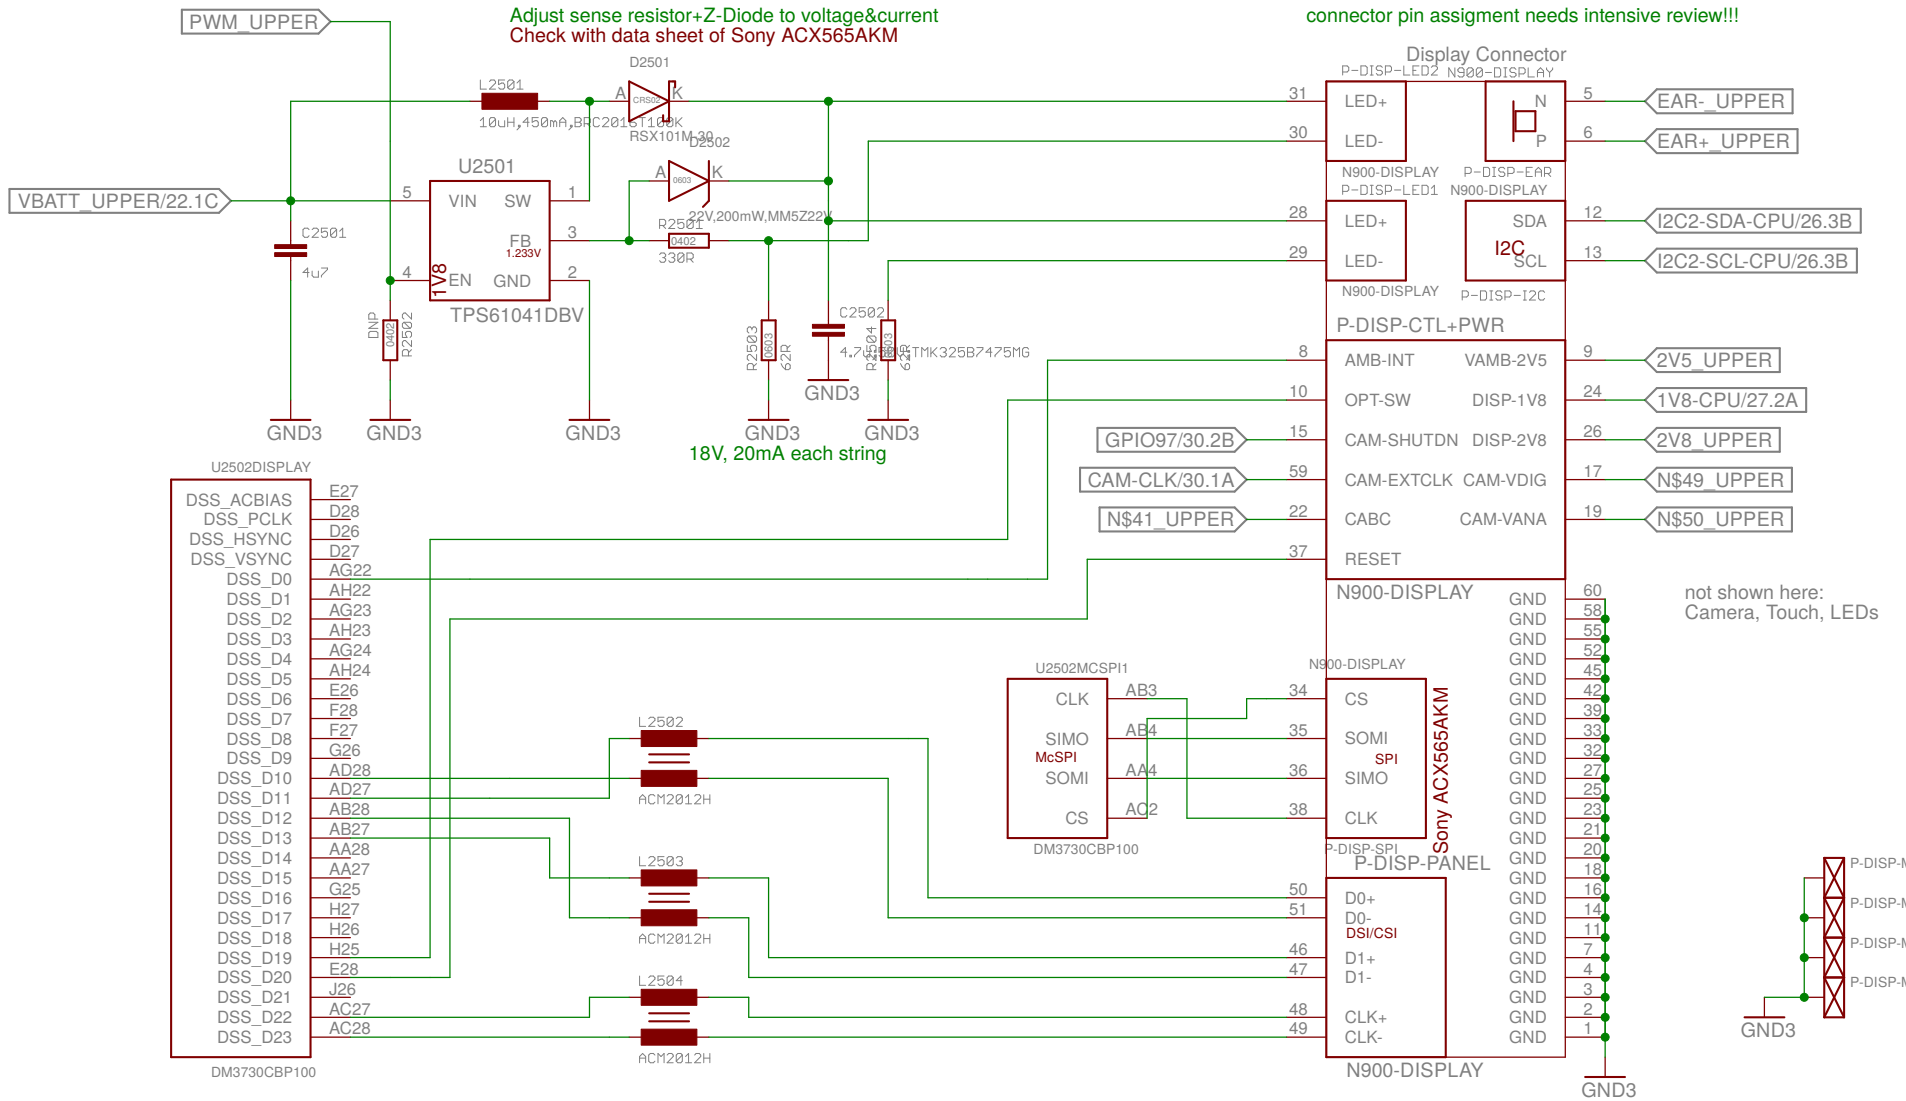 PWM_UPPER
Adjust sense resistor+Z-Diode to voltage&current
Check with data sheet of Sony ACX565AKM
connector pin assigment needs intensive review!!!
Display Connector
D2501
L2501
A
CRS02
K
10uH,450mA,BRC2016T100K
RSX101M-30
D2502
A
0603
K
22V,200mW,MM5Z22V
U2501
VBATT_UPPER/22.1C
5
VIN
SW
1
FB
1.233V
3
4
1V8
EN
GND
2
TPS61041DBV
C2501
4u7
R2501
0402
330R
DNP
0402
R2502
R2503
0603
62R
C2502
R2504
0603
62R
GND3
GND3
GND3
GND3
GND3
GND3
18V, 20mA each string
P-DISP-LED2
N900-DISPLAY
31
LED+
30
LED-
N
5
EAR-_UPPER
P
6
EAR+_UPPER
N900-DISPLAY
P-DISP-EAR
P-DISP-LED1
N900-DISPLAY
28
LED+
29
LED-
SDA
12
I2C2-SDA-CPU/26.3B
I2C
SCL
13
I2C2-SCL-CPU/26.3B
N900-DISPLAY
P-DISP-I2C
P-DISP-CTL+PWR
8
AMB-INT
VAMB-2V5
9
2V5_UPPER
10
OPT-SW
DISP-1V8
24
1V8-CPU/27.2A
GPIO97/30.2B
15
CAM-SHUTDN
DISP-2V8
26
2V8_UPPER
CAM-CLK/30.1A
59
CAM-EXTCLK
CAM-VDIG
17
N$49_UPPER
N$41_UPPER
22
CABC
CAM-VANA
19
N$50_UPPER
37
RESET
N900-DISPLAY
not shown here:
Camera, Touch, LEDs
U2502DISPLAY
DSS_ACBIAS E27
DSS_PCLK D28
DSS_HSYNC D26
DSS_VSYNC D27
DSS_D0 AG22
DSS_D1 AH22
DSS_D2 AG23
DSS_D3 AH23
DSS_D4 AG24
DSS_D5 AH24
DSS_D6 E26
DSS_D7 F28
DSS_D8 F27
DSS_D9 G26
DSS_D10 AD28
DSS_D11 AD27
DSS_D12 AB28
DSS_D13 AB27
DSS_D14 AA28
DSS_D15 AA27
DSS_D16 G25
DSS_D17 H27
DSS_D18 H26
DSS_D19 H25
DSS_D20 E28
DSS_D21 J26
DSS_D22 AC27
DSS_D23 AC28
DM3730CBP100
L2502
ACM2012H
L2503
ACM2012H
L2504
ACM2012H
U2502MCSPI1
CLK AB3
SIMO AB4
McSPI
SOMI AA4
CS AC2
DM3730CBP100
N900-DISPLAY
34 CS
35 SOMI
SPI
36 SIMO
38 CLK
Sony ACX565AKM
P-DISP-SPI
P-DISP-PANEL
50 D0+
51 D0-
DSI/CSI
46 D1+
47 D1-
48 CLK+
49 CLK-
N900-DISPLAY
GND 60
GND 58
GND 55
GND 52
GND 45
GND 42
GND 39
GND 33
GND 32
GND 27
GND 25
GND 23
GND 21
GND 20
GND 18
GND 16
GND 14
GND 11
GND 7
GND 4
GND 3
GND 2
GND 1
GND3
P-DISP-M
P-DISP-M
P-DISP-M
P-DISP-M
GND3